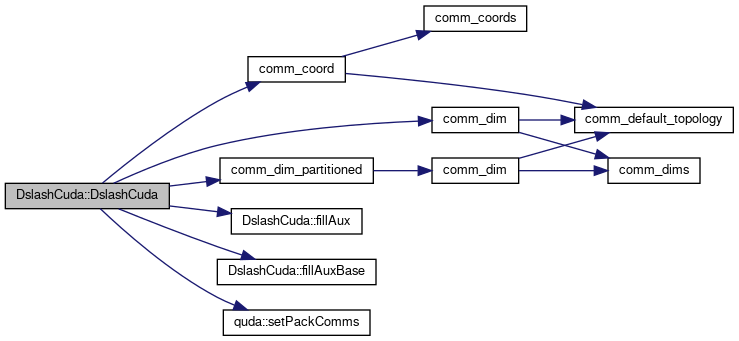 comm_coords
comm_coord
comm_dim
comm_default_topology
comm_dim_partitioned
comm_dim
comm_dims
DslashCuda::DslashCuda
DslashCuda::fillAux
DslashCuda::fillAuxBase
quda::setPackComms